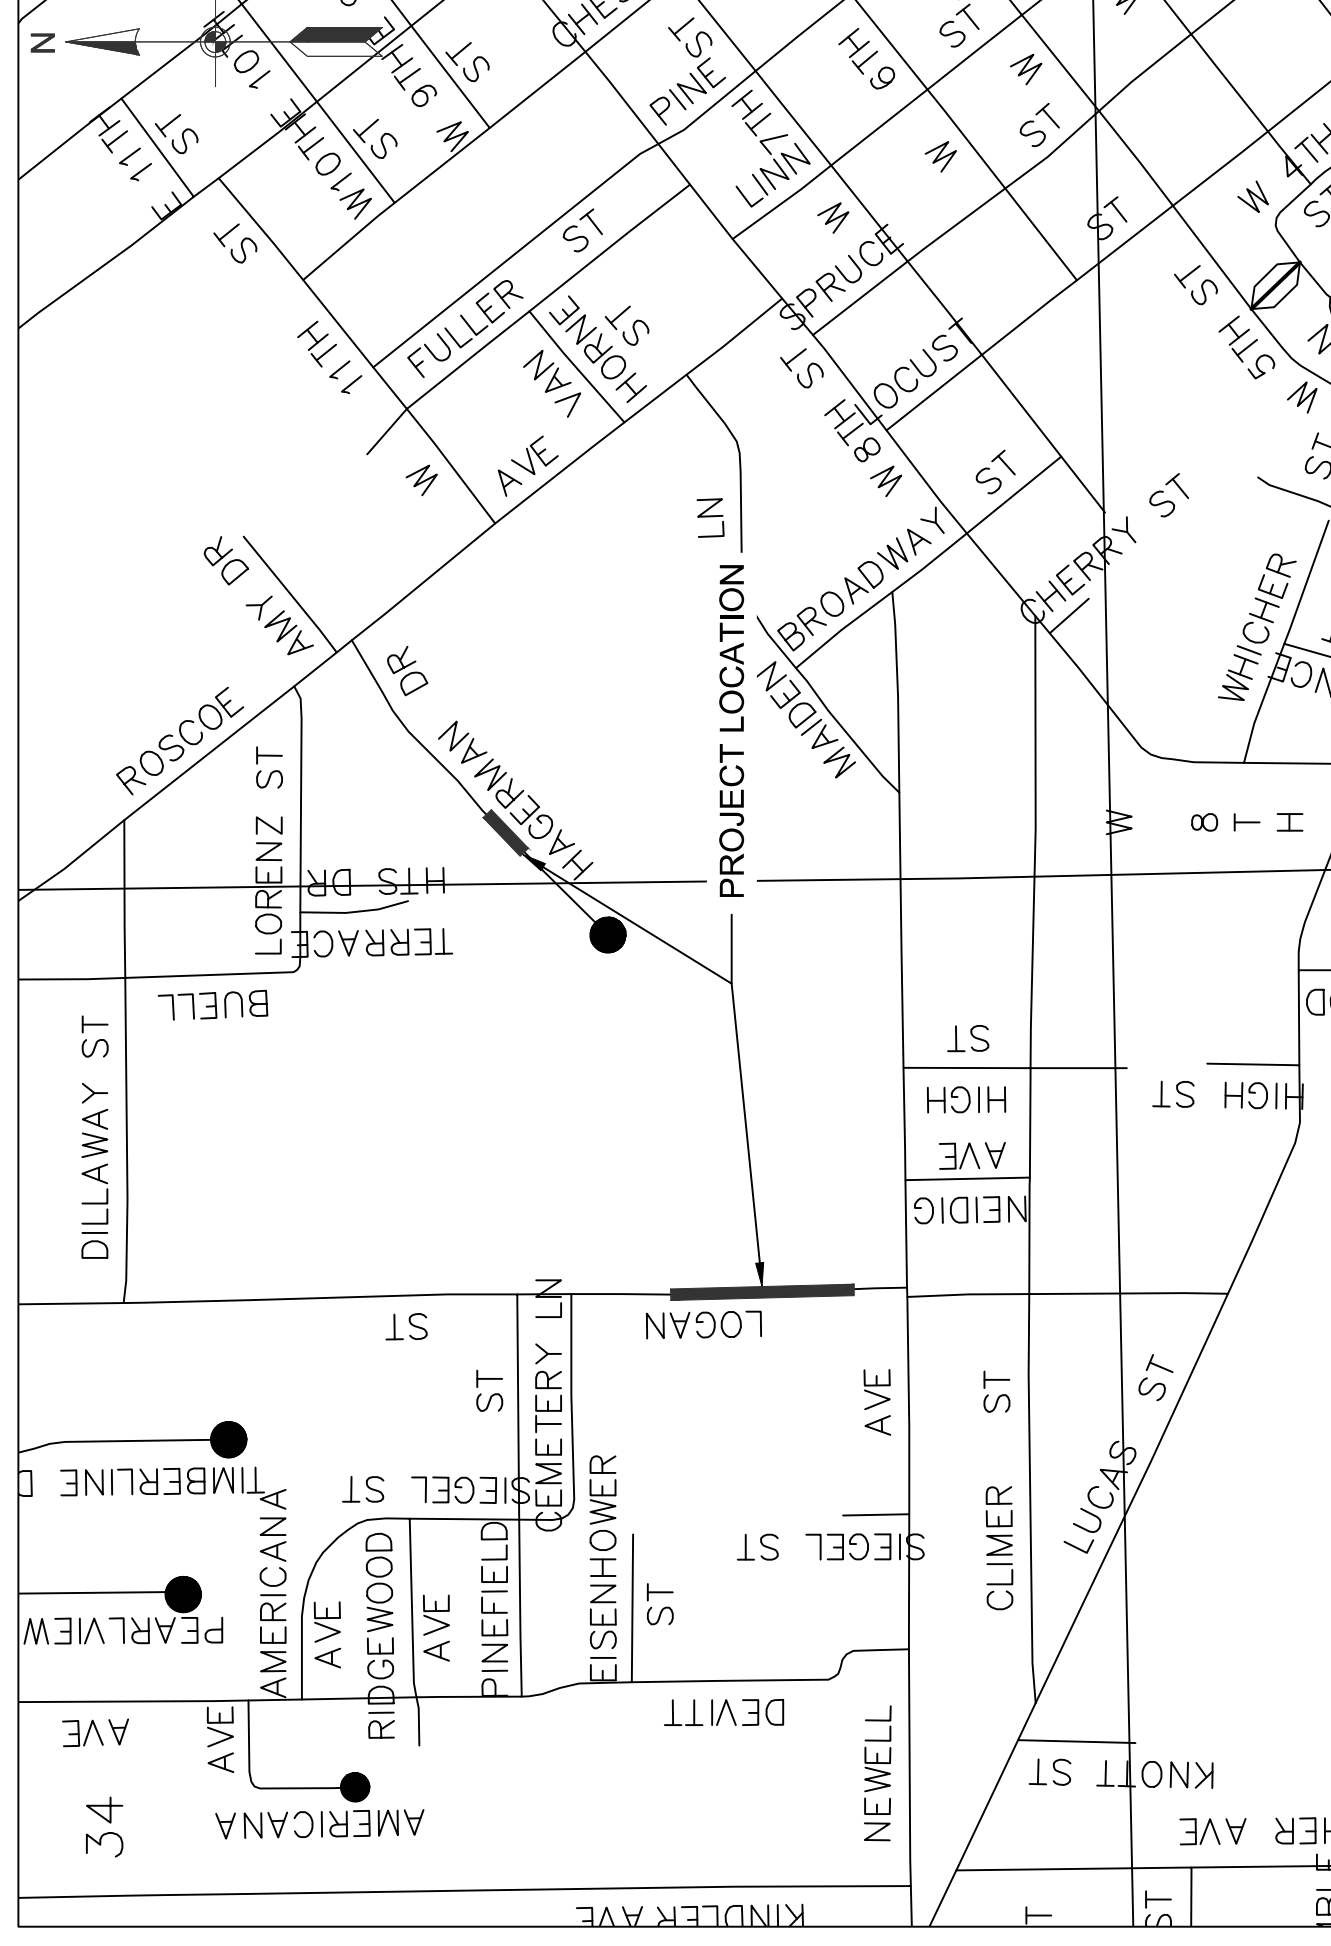 N
E 11TH ST
E 10TH
E 9TH ST
W10TH ST
W
CHES
ST
PINE
W 7TH
LINN
W 6TH
ST
W
ST
W 4TH
ST
W 11TH ST
FULLER ST
VAN HORNE ST
SPRUCE
ST
W 5TH ST
LOCUST
W 8TH ST
ROSCOE AVE
AMY DR
HAGERMAN DR
LN
MAIDEN
PROJECT LOCATION
BROADWAY ST
CHERRY ST
WHICHER ST
W 8TH
LORENZ ST
TERRACE HTS DR
BUELL
DILLAWAY ST
HIGH ST
HIGH ST
NEIDIG AVE
LOGAN ST
CEMETERY LN
PINEFIELD ST
SIEGEL ST
TIMBERLINE D
PEARLVIEW
AMERICANA AVE
RIDGEWOOD AVE
EISENHOWER ST
SIEGEL ST
NEWELL AVE
CLIMER ST
LUCAS ST
DEVITT AVE
AMERICANA AVE
34
KNOTT ST
HER AVE
KINDLER AVE
ST